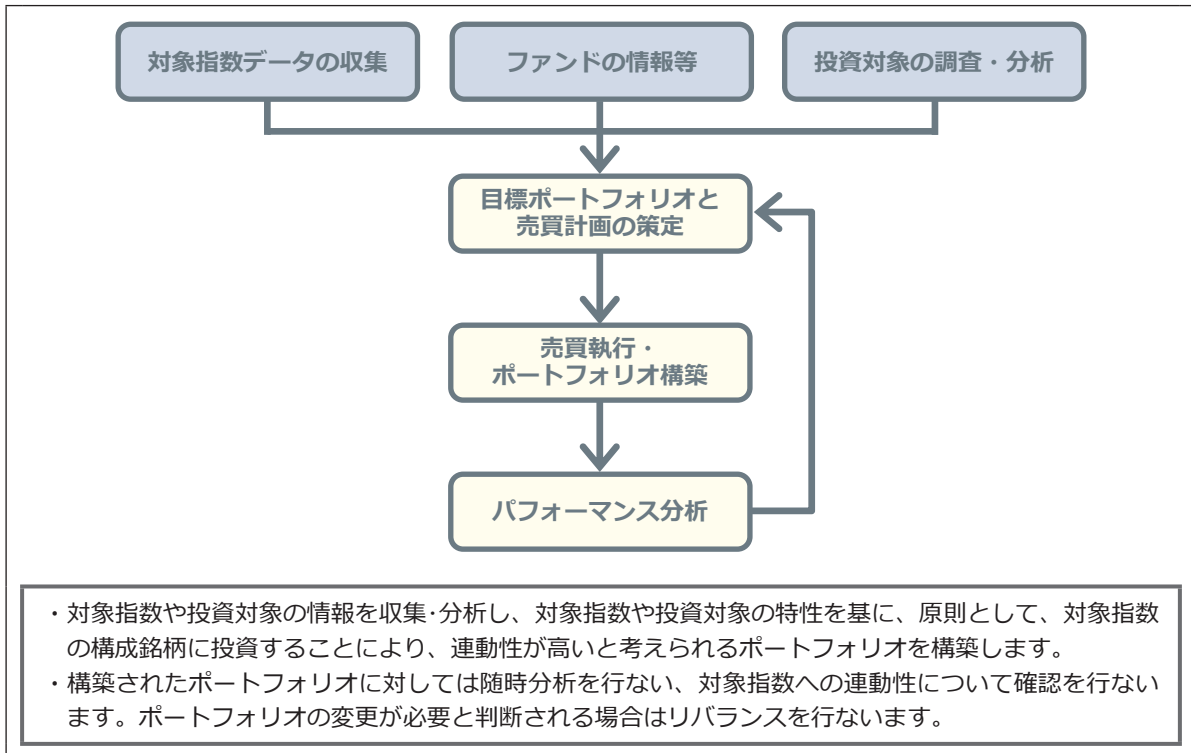 対象指数データの収集
ファンドの情報等
投資対象の調査・分析
目標ポートフォリオと
売買計画の策定
売買執行・
ポートフォリオ構築
パフォーマンス分析
・対象指数や投資対象の情報を収集・分析し、対象指数や投資対象の特性を基に、原則として、対象指数
の構成銘柄に投資することにより、連動性が高いと考えられるポートフォリオを構築します。
・構築されたポートフォリオに対しては随時分析を行ない、対象指数への連動性について確認を行ない
ます。ポートフォリオの変更が必要と判断される場合はリバランスを行ないます。